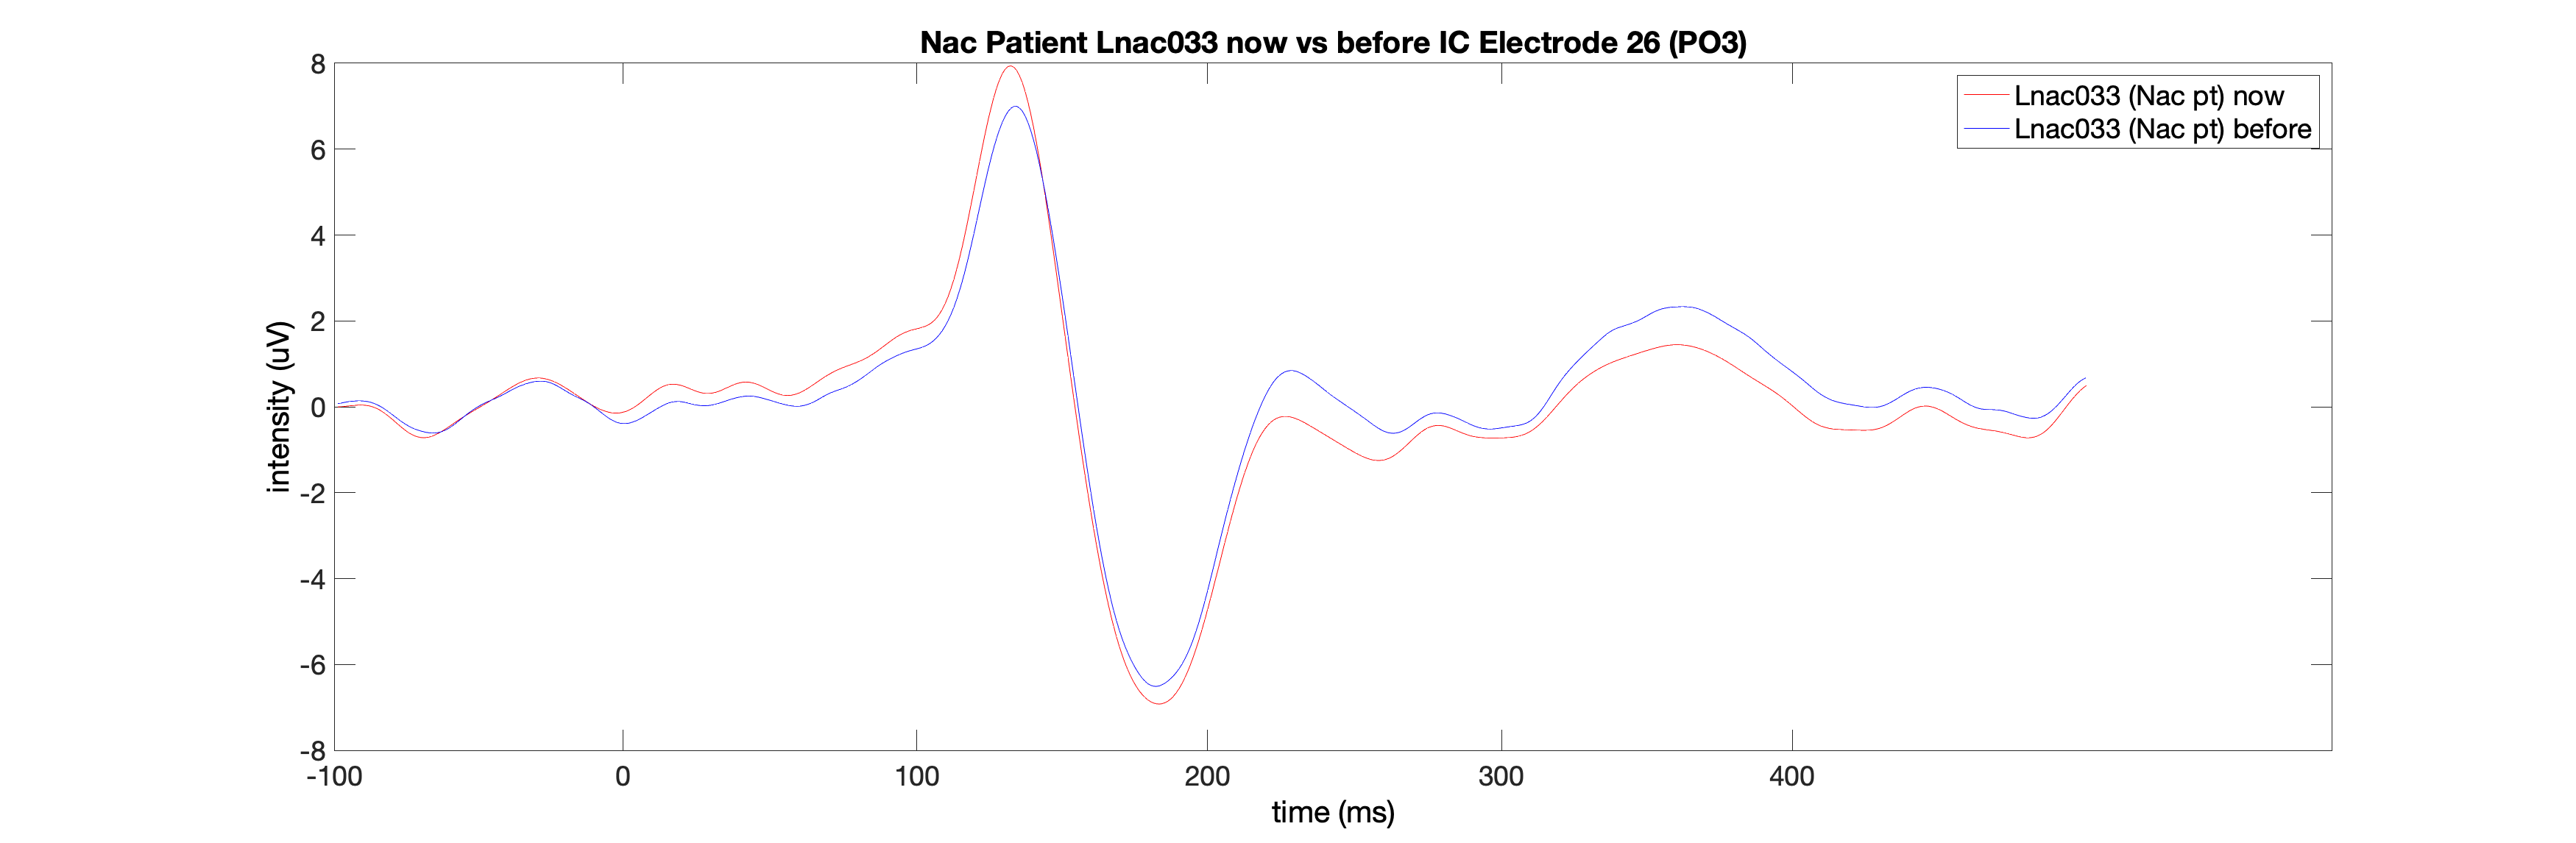 Nac Patient Lnac033 now vs before IC Electrode 26 (PO3)
Lnac033 (Nac pt) now
Lnac033 (Nac pt) before
intensity (uV)
8
6
4
2
0
-2
-4
-6
-8
-100 0 100 200 300 400
time (ms)